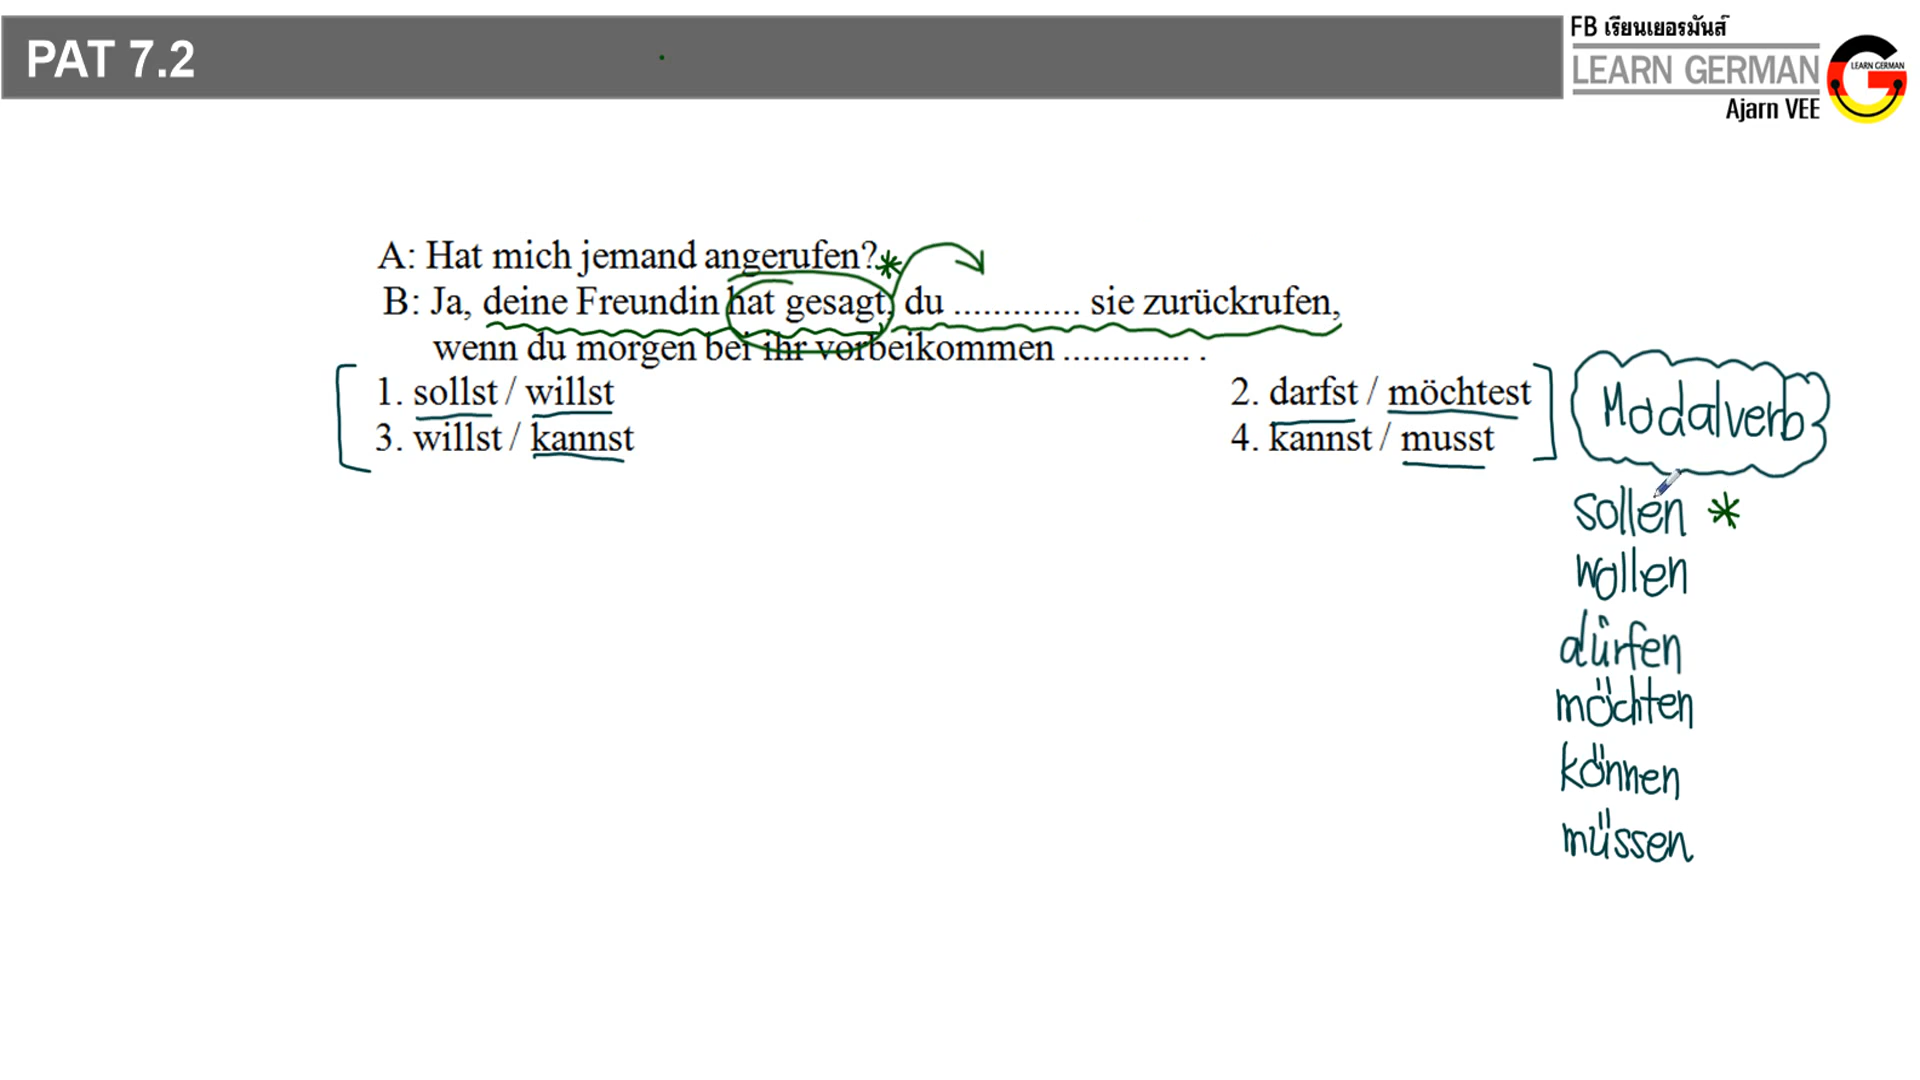 PAT 7.2
FB เรียนเยอรมันส์
LEARN GERMAN
Ajarn VEE
LEARN GERMAN
A: Hat mich jemand angerufen?*
B: Ja, deine Freundin hat gesagt, du ............. sie zurückrufen,
wenn du morgen bei ihr vorbeikommen ............. .
1. sollst / willst
2. darfst / möchtest
3. willst / kannst
4. kannst / musst
Modalverb
sollen *
wollen
dürfen
möchten
können
müssen